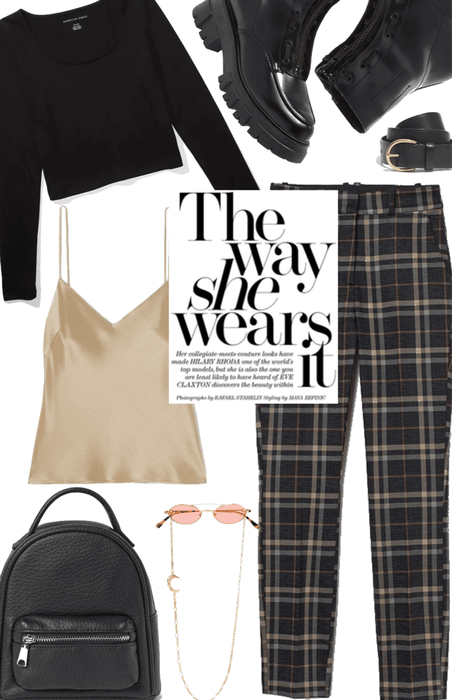 The
way
she
wears
it
Her collegiate-meets-couture looks have
made HILARY RHODA one of the world's
top models, but she is also the one you
are least likely to have heard of. EVE
CLAXTON discovers the beauty within
Photographs by RAFAEL STAHELIN Styling by MAYA ZEPINIC